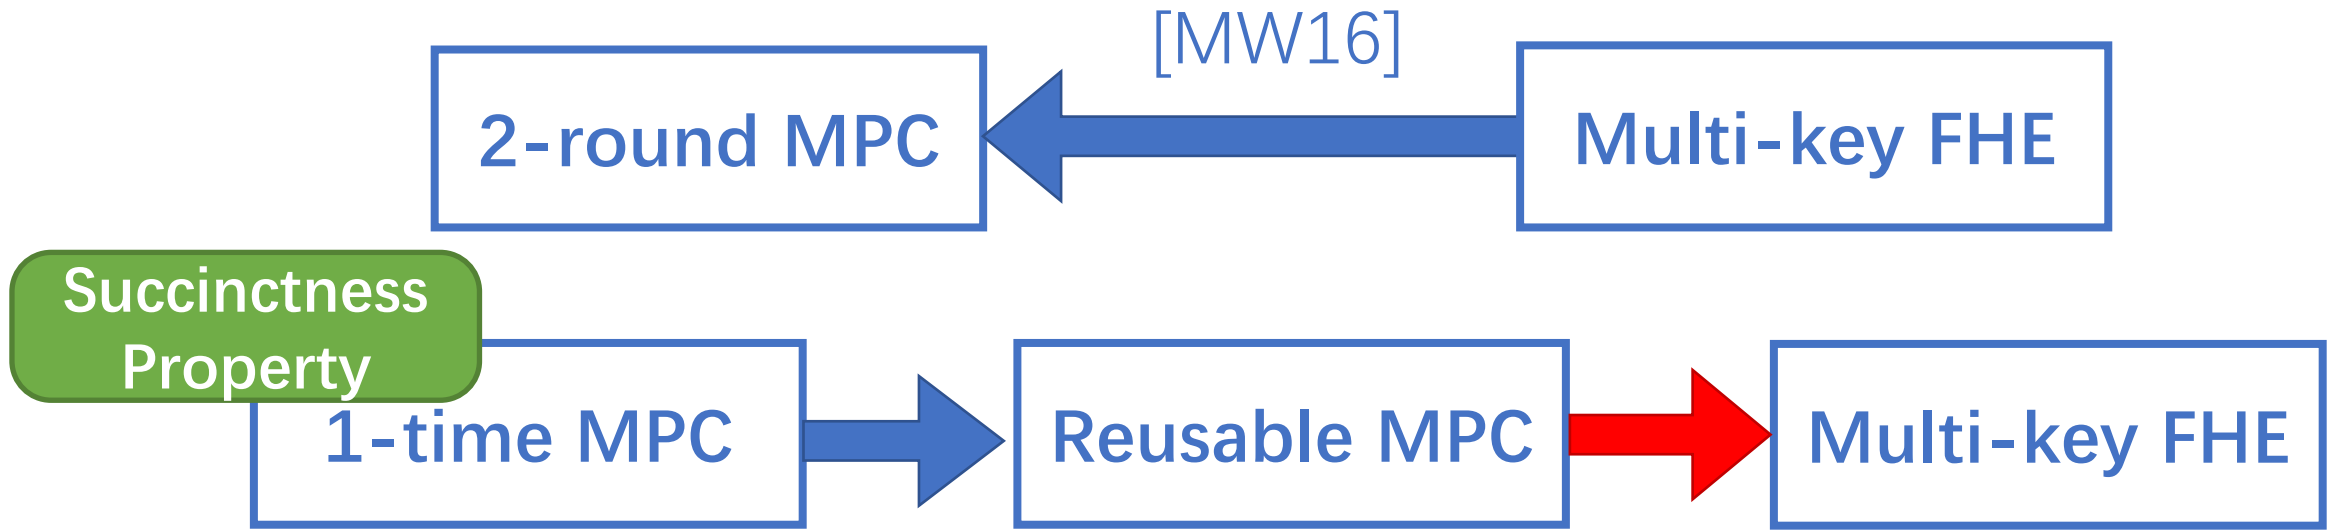 [MW16]
2-round MPC
Multi-key FHE
Succinctness
Property
1-time MPC
Reusable MPC
Multi-key FHE